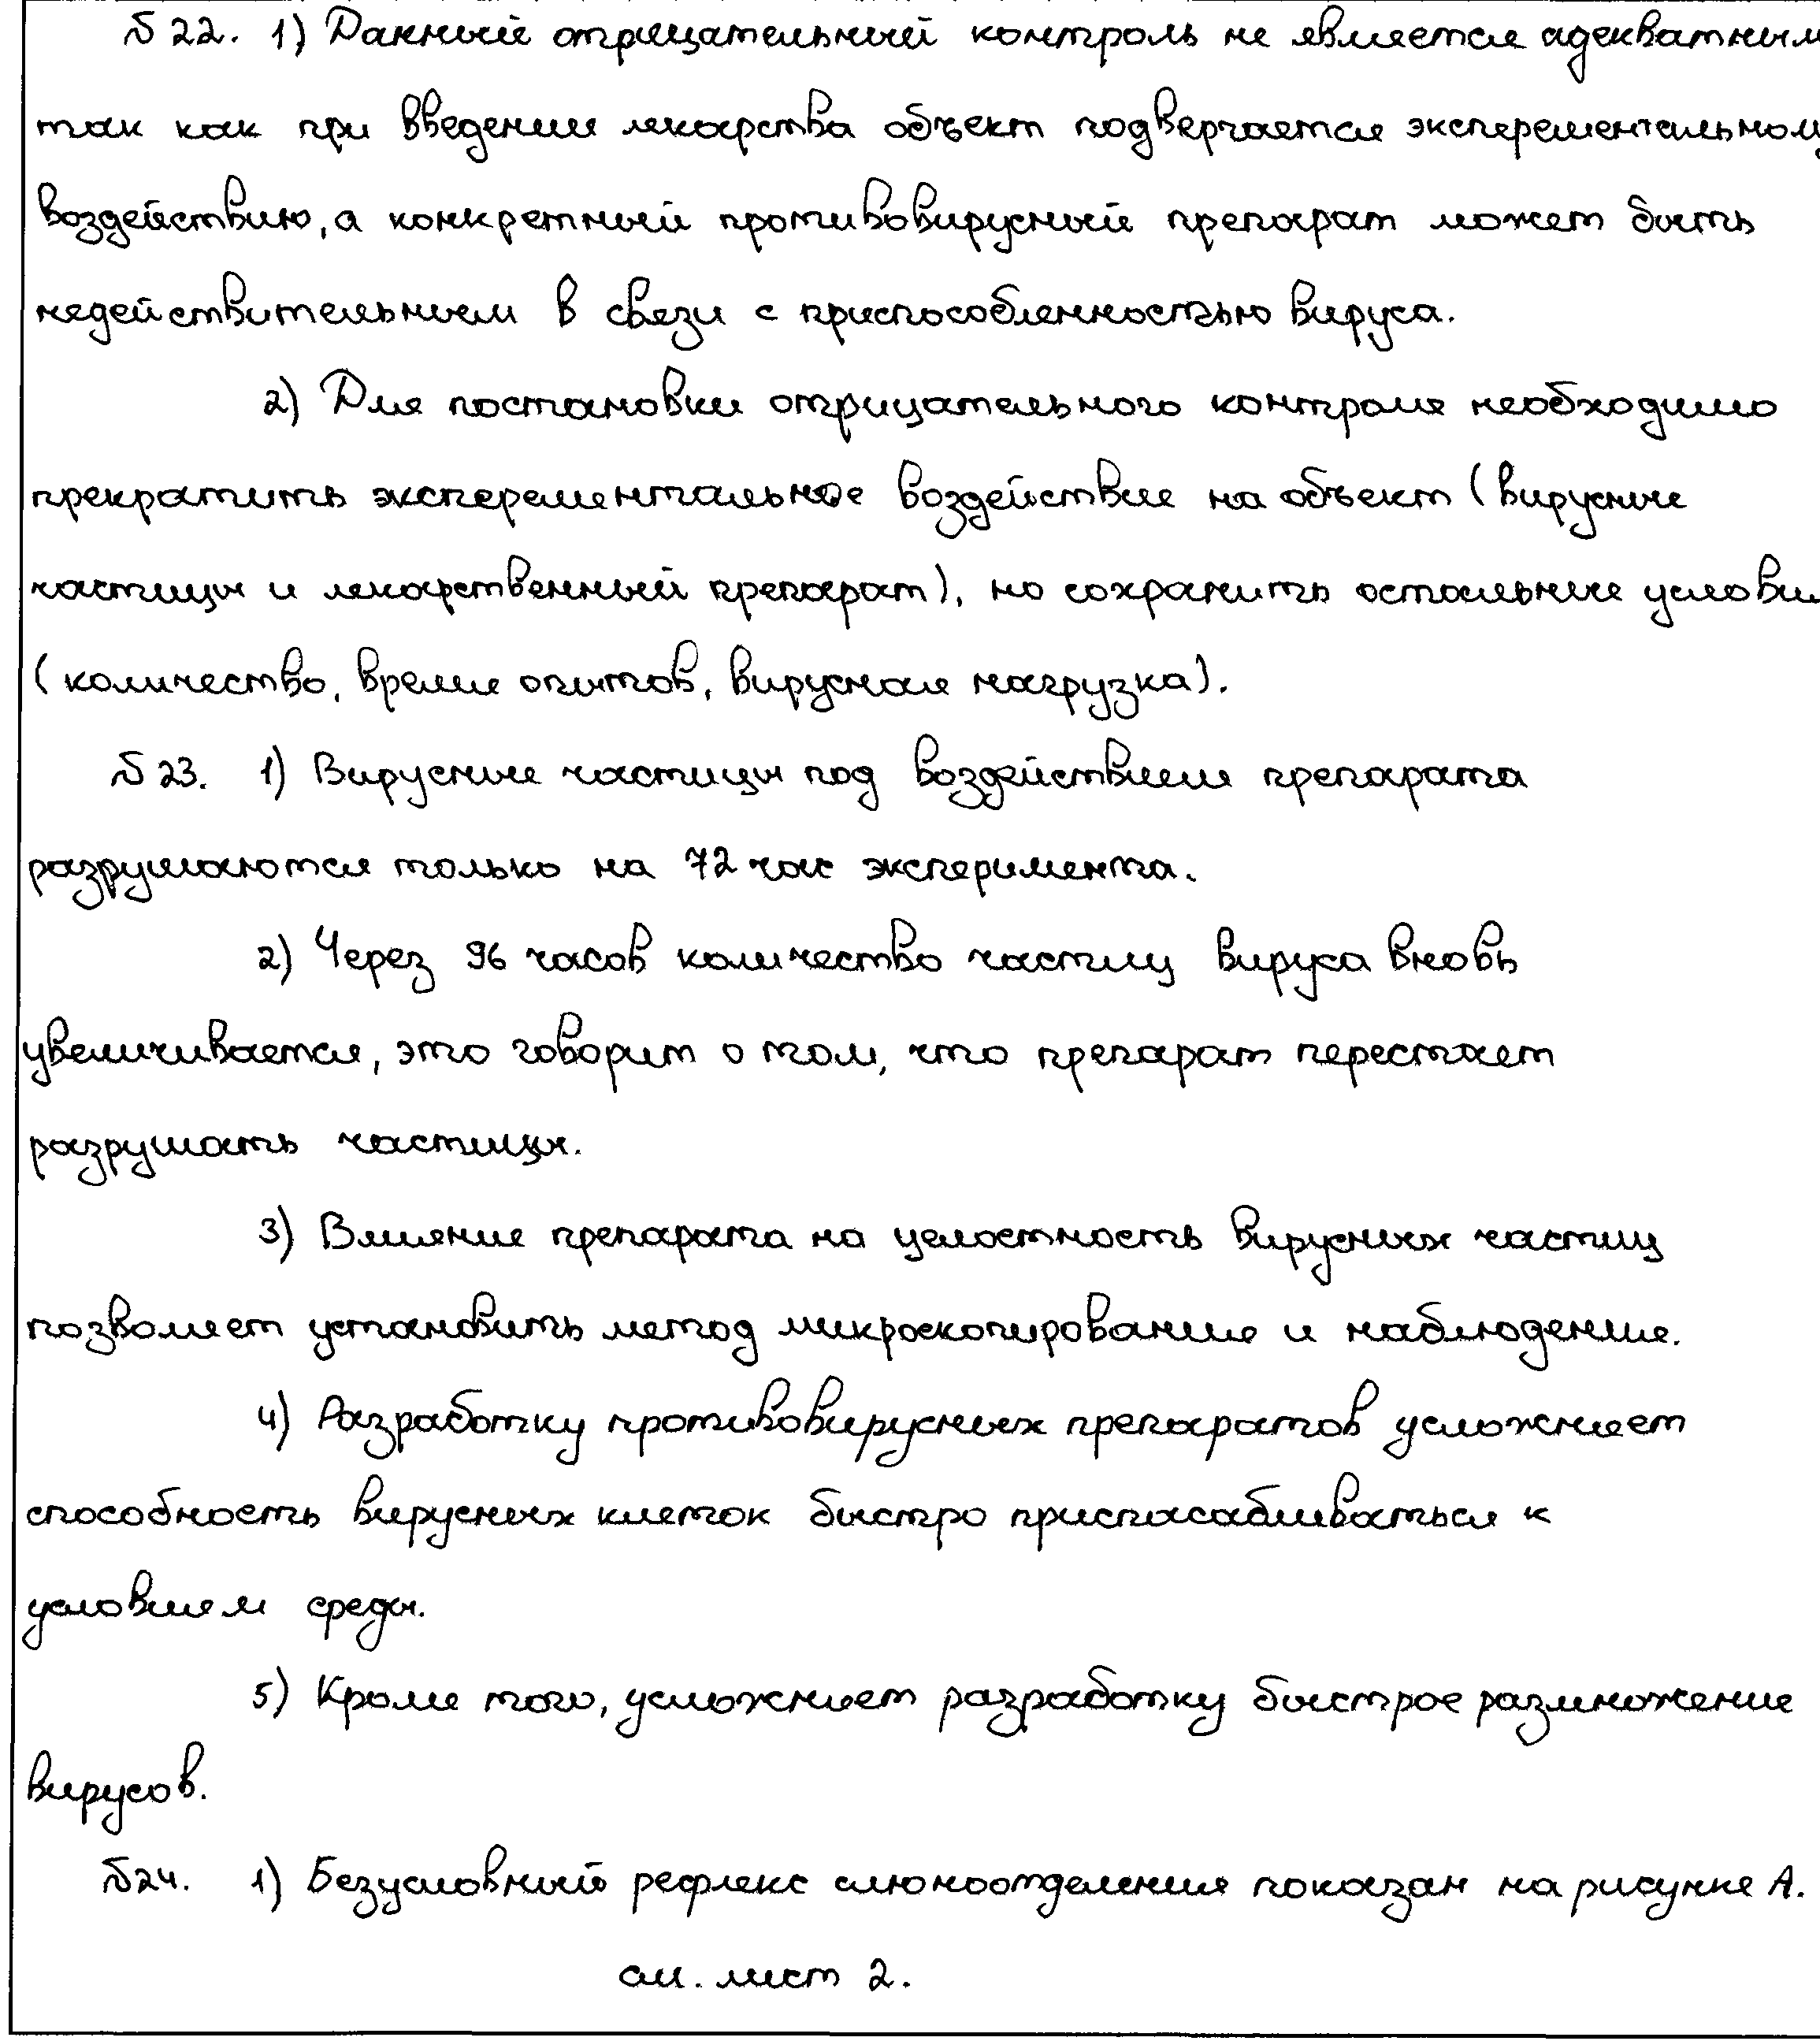 № 22. 1) Данный отрицательный контроль не является адекватным
так как при введении лекарства объект подвергается эксперементальному
воздействию, а конкретный противовирусный препарат может быть
недействительным в связи с приспособленностью вируса.
2) Для постановки отрицательного контроля необходимо
прекратить эксперементальное воздействие на объект (вирусные
частицы и лекарственный препарат), но сохранить остальные условия
(количество, время опытов, вирусная нагрузка).
№ 23. 1) Вирусные частицы под воздействием препарата
разрушаются только на 72 час эксперимента.
2) Через 96 часов количество частиц вируса вновь
увеличивается, это говорит о том, что препарат перестает
разрушать частицы.
3) Влияние препарата на целостность вирусных частиц
позволяет установить метод микроскопирования и наблюдения.
4) Разработку противовирусных препаратов усложняет
способность вирусных клеток быстро приспосабливаться к
условиям среды.
5) Кроме того, усложняет разработку быстрое размножение
вирусов.
№24. 1) Безусловный рефлекс слюноотделения показан на рисунке А.
см. лист 2.